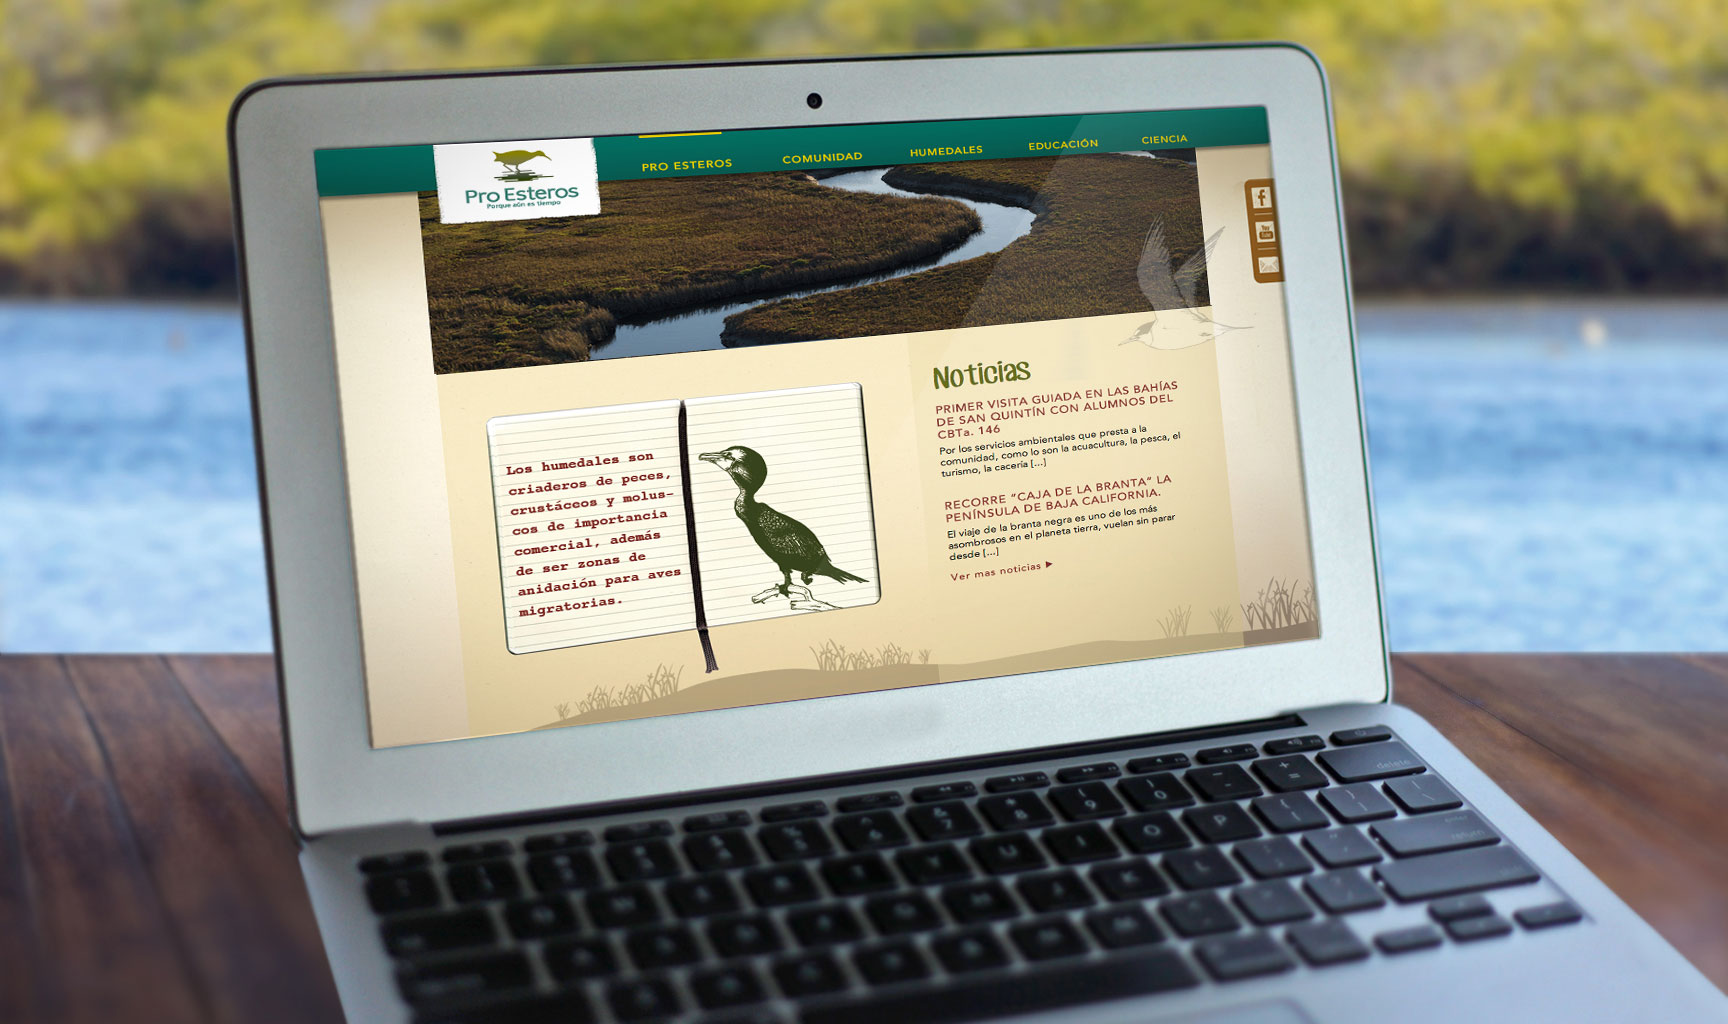 PRO ESTEROS
COMUNIDAD
HUMEDALES
EDUCACIÓN
CIENCIA
Pro Esteros
Porque aún es tiempo
You
Tube
Los humedales son
criaderos de peces,
crustáceos y molus-
cos de importancia
comercial, además
de ser zonas de
anidación para aves
migratorias.
Noticias
PRIMER VISITA GUIADA EN LAS BAHÍAS
DE SAN QUINTÍN CON ALUMNOS DEL
CBTa. 146
Por los servicios ambientales que presta a la
comunidad, como lo son la acuacultura, la pesca, el
turismo, la cacería [...]
RECORRE “CAJA DE LA BRANTA” LA
PENÍNSULA DE BAJA CALIFORNIA.
El viaje de la branta negra es uno de los más
asombrosos en el planeta tierra, vuelan sin parar
desde [...]
Ver mas noticias
delete
return